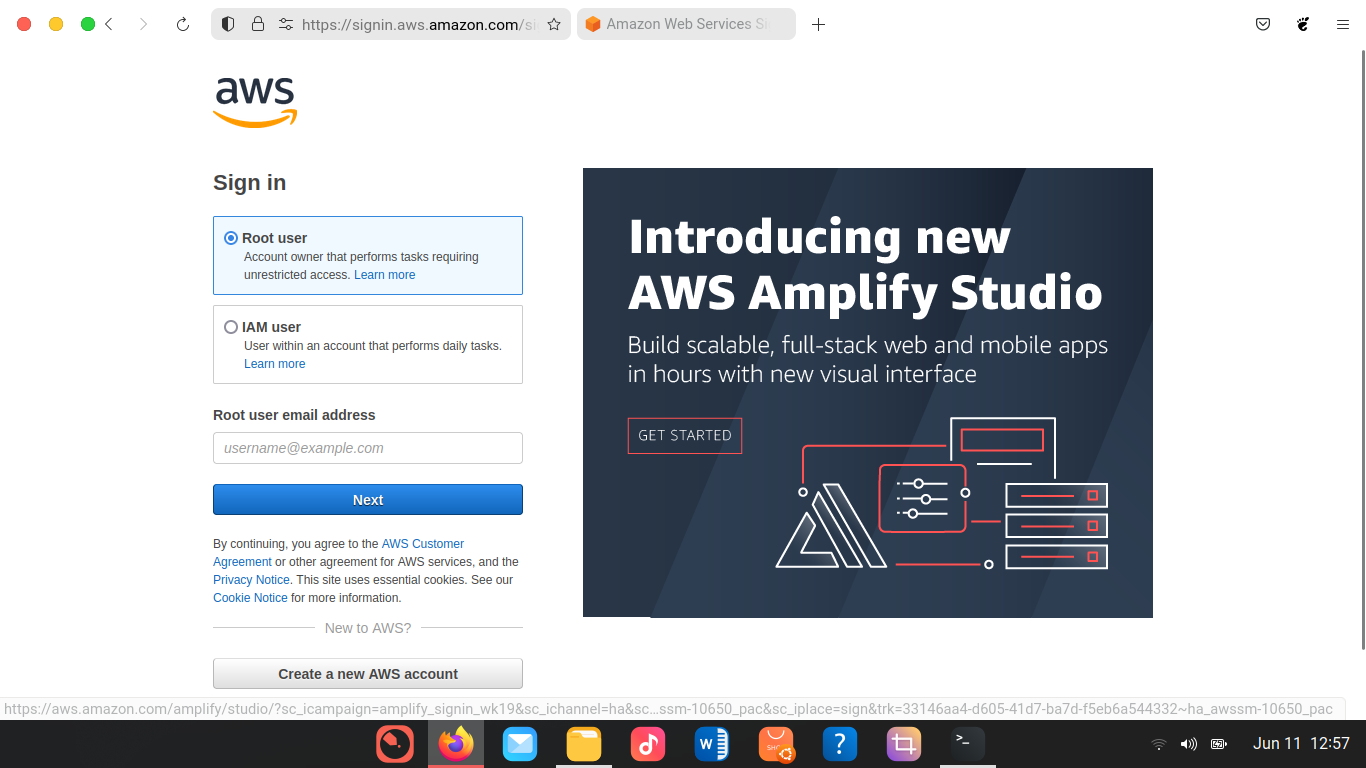 https://signin.aws.amazon.com/si
Amazon Web Services S
aws
Sign in
Root user
Account owner that performs tasks requiring
unrestricted access. Learn more
IAM user
User within an account that performs daily tasks.
Learn more
Root user email address
username@example.com
Next
By continuing, you agree to the AWS Customer
Agreement or other agreement for AWS services, and the
Privacy Notice. This site uses essential cookies. See our
Cookie Notice for more information.
New to AWS?
Create a new AWS account
Introducing new
AWS Amplify Studio
Build scalable, full-stack web and mobile apps
in hours with new visual interface
GET STARTED
https://aws.amazon.com/amplify/studio/?sc_icampaign=amplify_signin_wk19&sc_ichannel=ha&sc…ssm-10650_pac&sc_iplace=sign&trk=33146aa4-d605-41d7-ba7d-f5eb6a544332~ha_awssm-10650_pac
W
?
>_
Jun 11 12:57